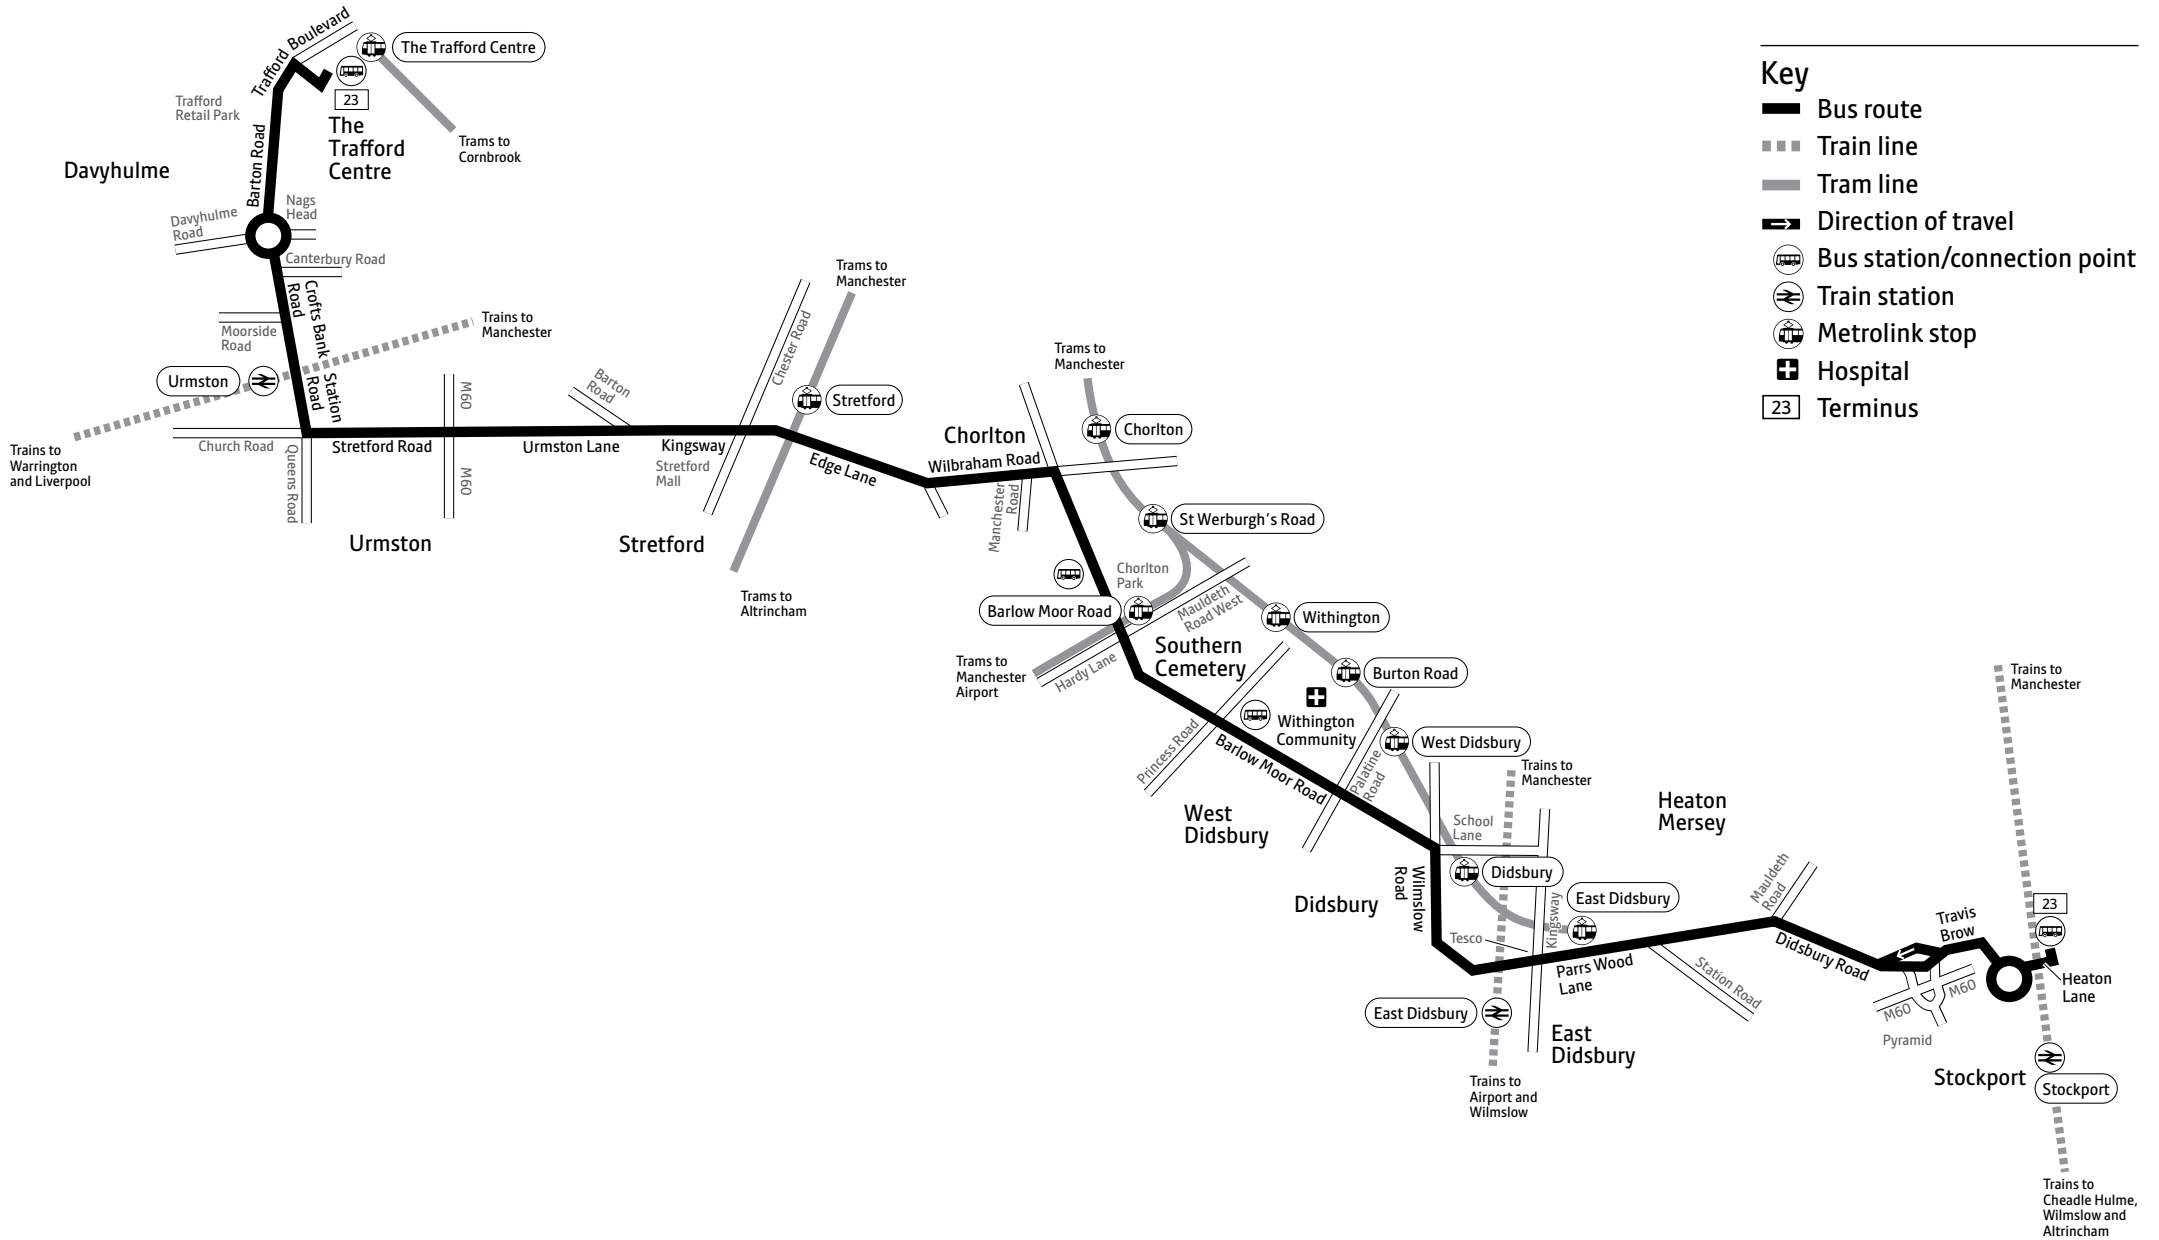 Trafford Boulevard
The Trafford Centre
23
The
Trafford
Centre
Trams to
Cornbrook
Trafford
Retail Park
Barton Road
Davyhulme
Nags
Head
Davyhulme
Road
Canterbury Road
Crofts Bank
Road
Moorside
Road
Trains to
Manchester
Urmston
Station
Road
Trains to
Warrington
and Liverpool
Church Road
Queens Road
Stretford Road
M60
M60
Urmston
Barton
Road
Urmston Lane
Kingsway
Stretford
Mall
Chester Road
Stretford
Trams to
Manchester
Stretford
Trams to
Altrincham
Edge Lane
Chorlton
Wilbraham Road
Manchester
Road
Trams to
Manchester
Chorlton
St Werburgh's Road
Chorlton
Park
Barlow Moor Road
Mauldeth
Road West
Hardy Lane
Trams to
Manchester
Airport
Southern
Cemetery
Withington
Burton Road
Withington
Community
Princess Road
Barlow Moor Road
Palatine
Road
West Didsbury
West
Didsbury
Trains to
Manchester
School
Lane
Didsbury
Didsbury
Wilmslow
Road
East Didsbury
Kingsway
Tesco
Parrs Wood
Lane
East Didsbury
East
Didsbury
Trains to
Airport and
Wilmslow
Heaton
Mersey
Mauldeth
Road
Station Road
Didsbury Road
Travis
Brow
M60
M60
Pyramid
Trains to
Manchester
23
Heaton
Lane
Stockport
Stockport
Trains to
Cheadle Hulme,
Wilmslow and
Altrincham
Key
Bus route
Train line
Tram line
Direction of travel
Bus station/connection point
Train station
Metrolink stop
Hospital
23 Terminus